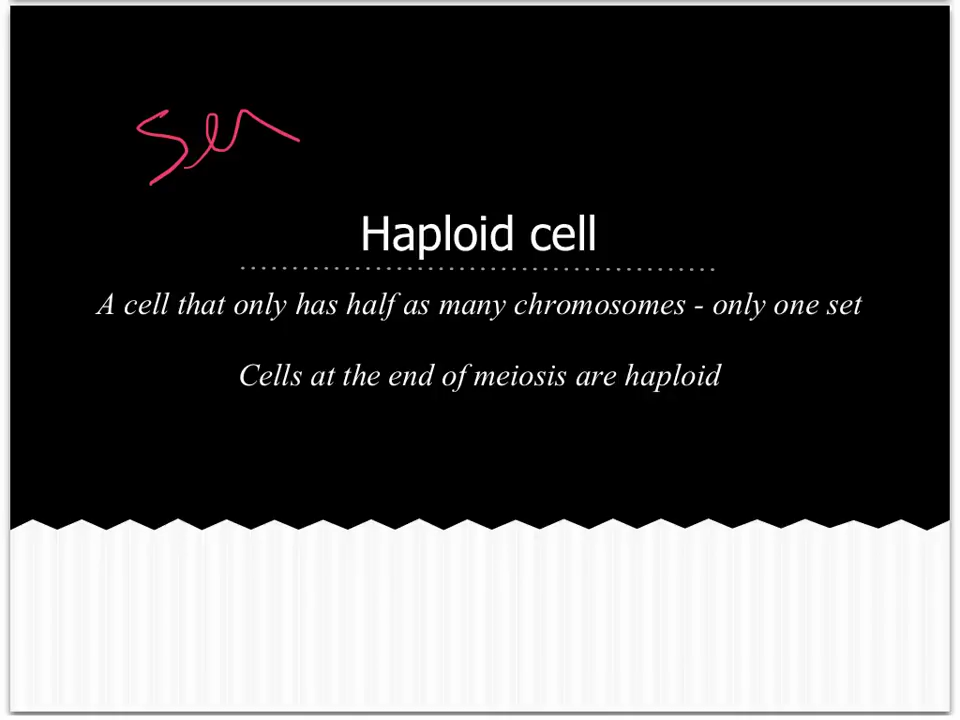 Haploid cell
A cell that only has half as many chromosomes - only one set
Cells at the end of meiosis are haploid